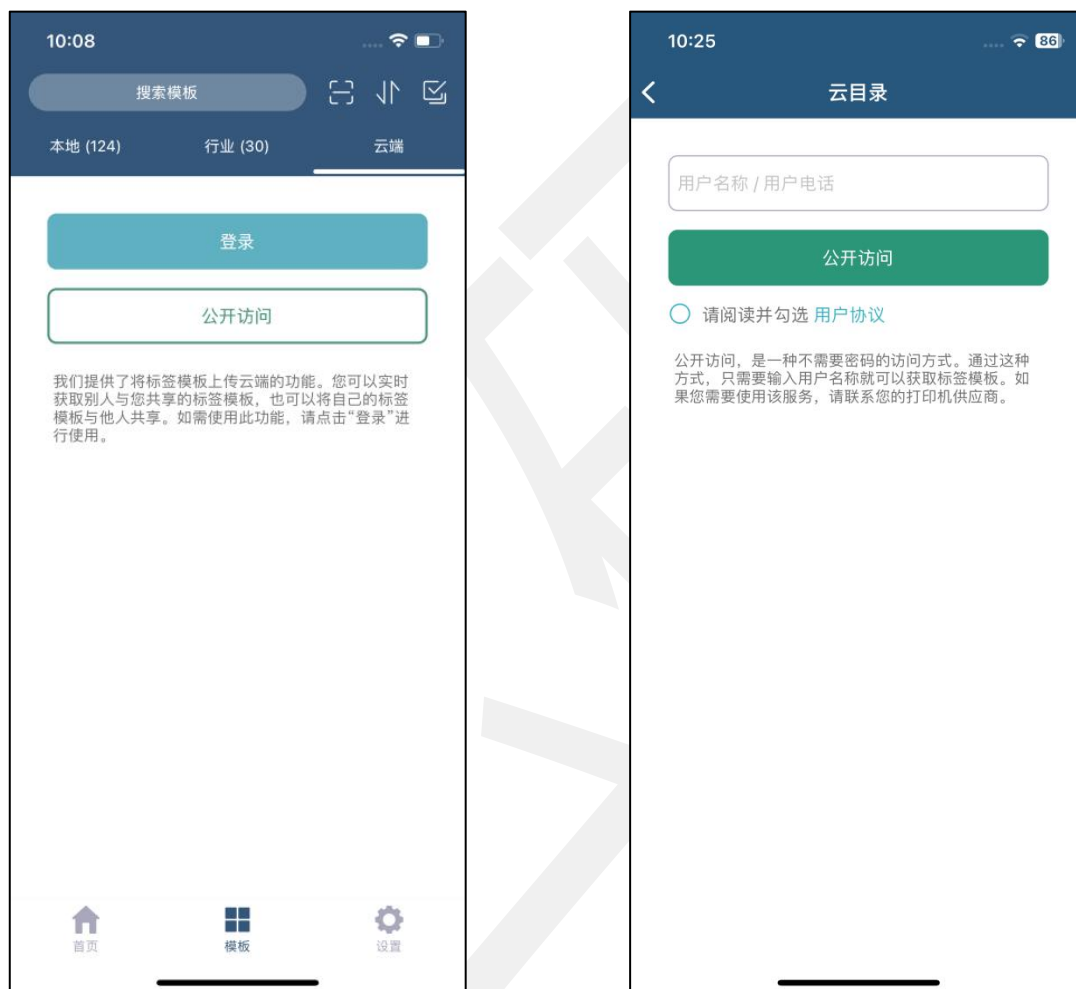 10:08
搜索模板
本地 (124)
行业 (30)
云端
登录
公开访问
我们提供了将标签模板上传云端的功能。您可以实时
获取别人与您共享的标签模板，也可以将自己的标签
模板与他人共享。如需使用此功能，请点击“登录”进
行使用。
首页
模板
设置
10:25
86
云目录
用户名称 / 用户电话
公开访问
请阅读并勾选 用户协议
公开访问，是一种不需要密码的访问方式。通过这种
方式，只需要输入用户名称就可以获取标签模板。如
果您需要使用该服务，请联系您的打印机供应商。